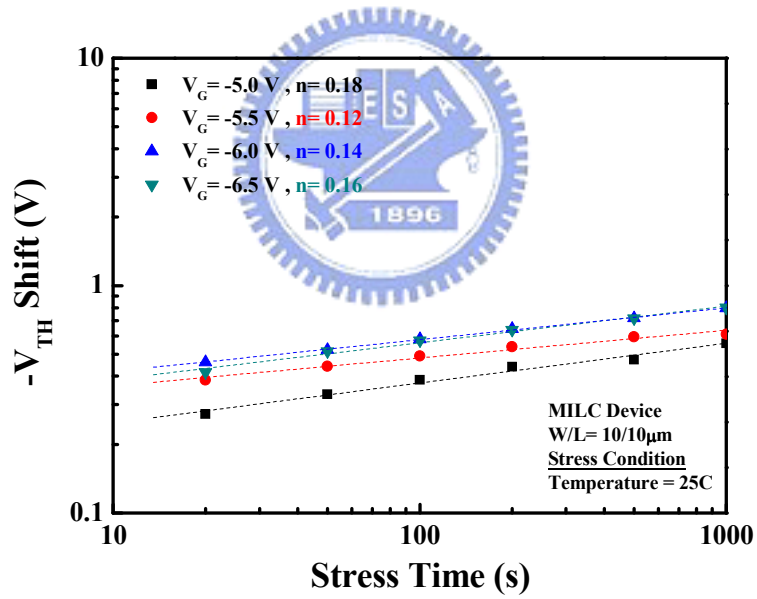 10
V_G= -5.0 V , n= 0.18
V_G= -5.5 V , n= 0.12
V_G= -6.0 V , n= 0.14
V_G= -6.5 V , n= 0.16
E S A
1896
1
-V_TH Shift (V)
MILC Device
W/L= 10/10μm
Stress Condition
Temperature = 25C
0.1
10 100 1000
Stress Time (s)